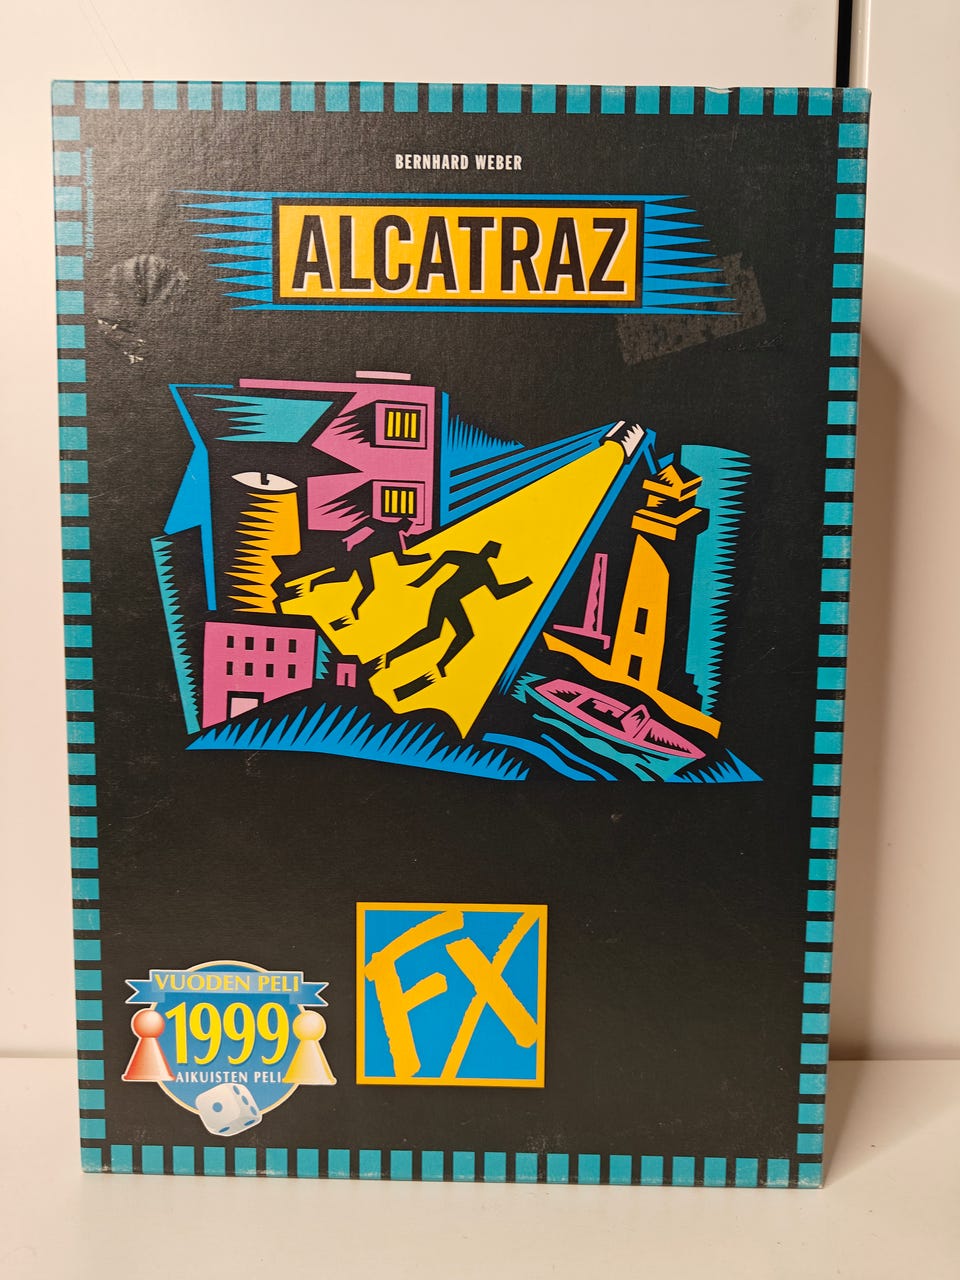 BERNHARD WEBER
ALCATRAZ
FX
VUODEN PELI
1999
AIKUISTEN PELI